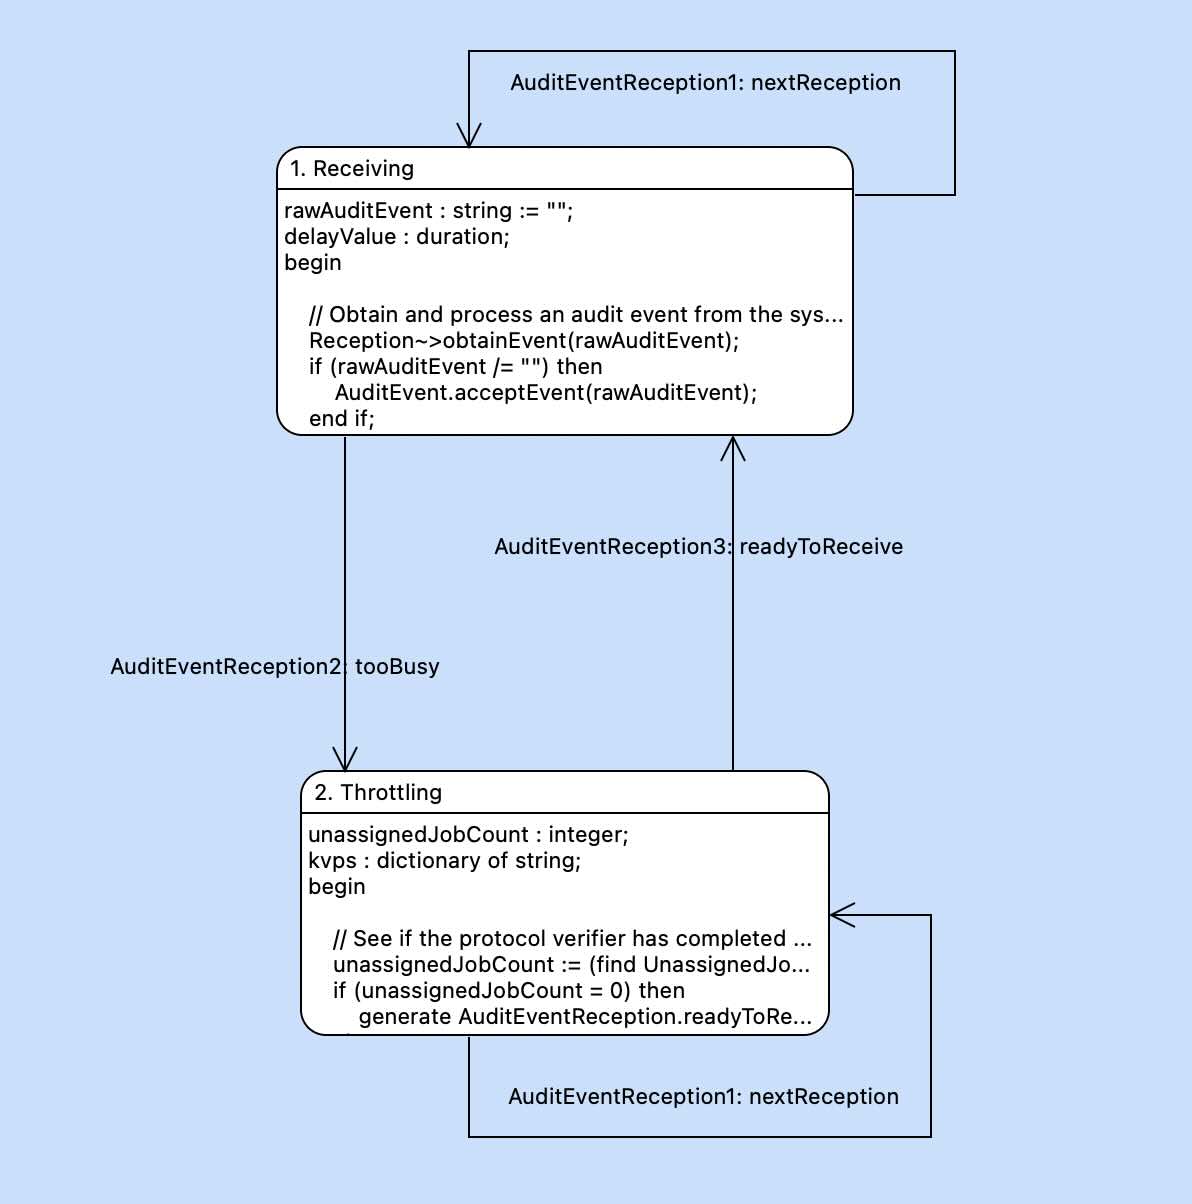 AuditEventReception1: nextReception
1. Receiving
rawAuditEvent : string := "";
delayValue : duration;
begin
// Obtain and process an audit event from the sys...
Reception~>obtainEvent(rawAuditEvent);
if (rawAuditEvent /= "") then
AuditEvent.acceptEvent(rawAuditEvent);
end if;
AuditEventReception3: readyToReceive
AuditEventReception2: tooBusy
2. Throttling
unassignedJobCount : integer;
kvps : dictionary of string;
begin
// See if the protocol verifier has completed ...
unassignedJobCount := (find UnassignedJo...
if (unassignedJobCount = 0) then
generate AuditEventReception.readyToRe...
AuditEventReception1: nextReception